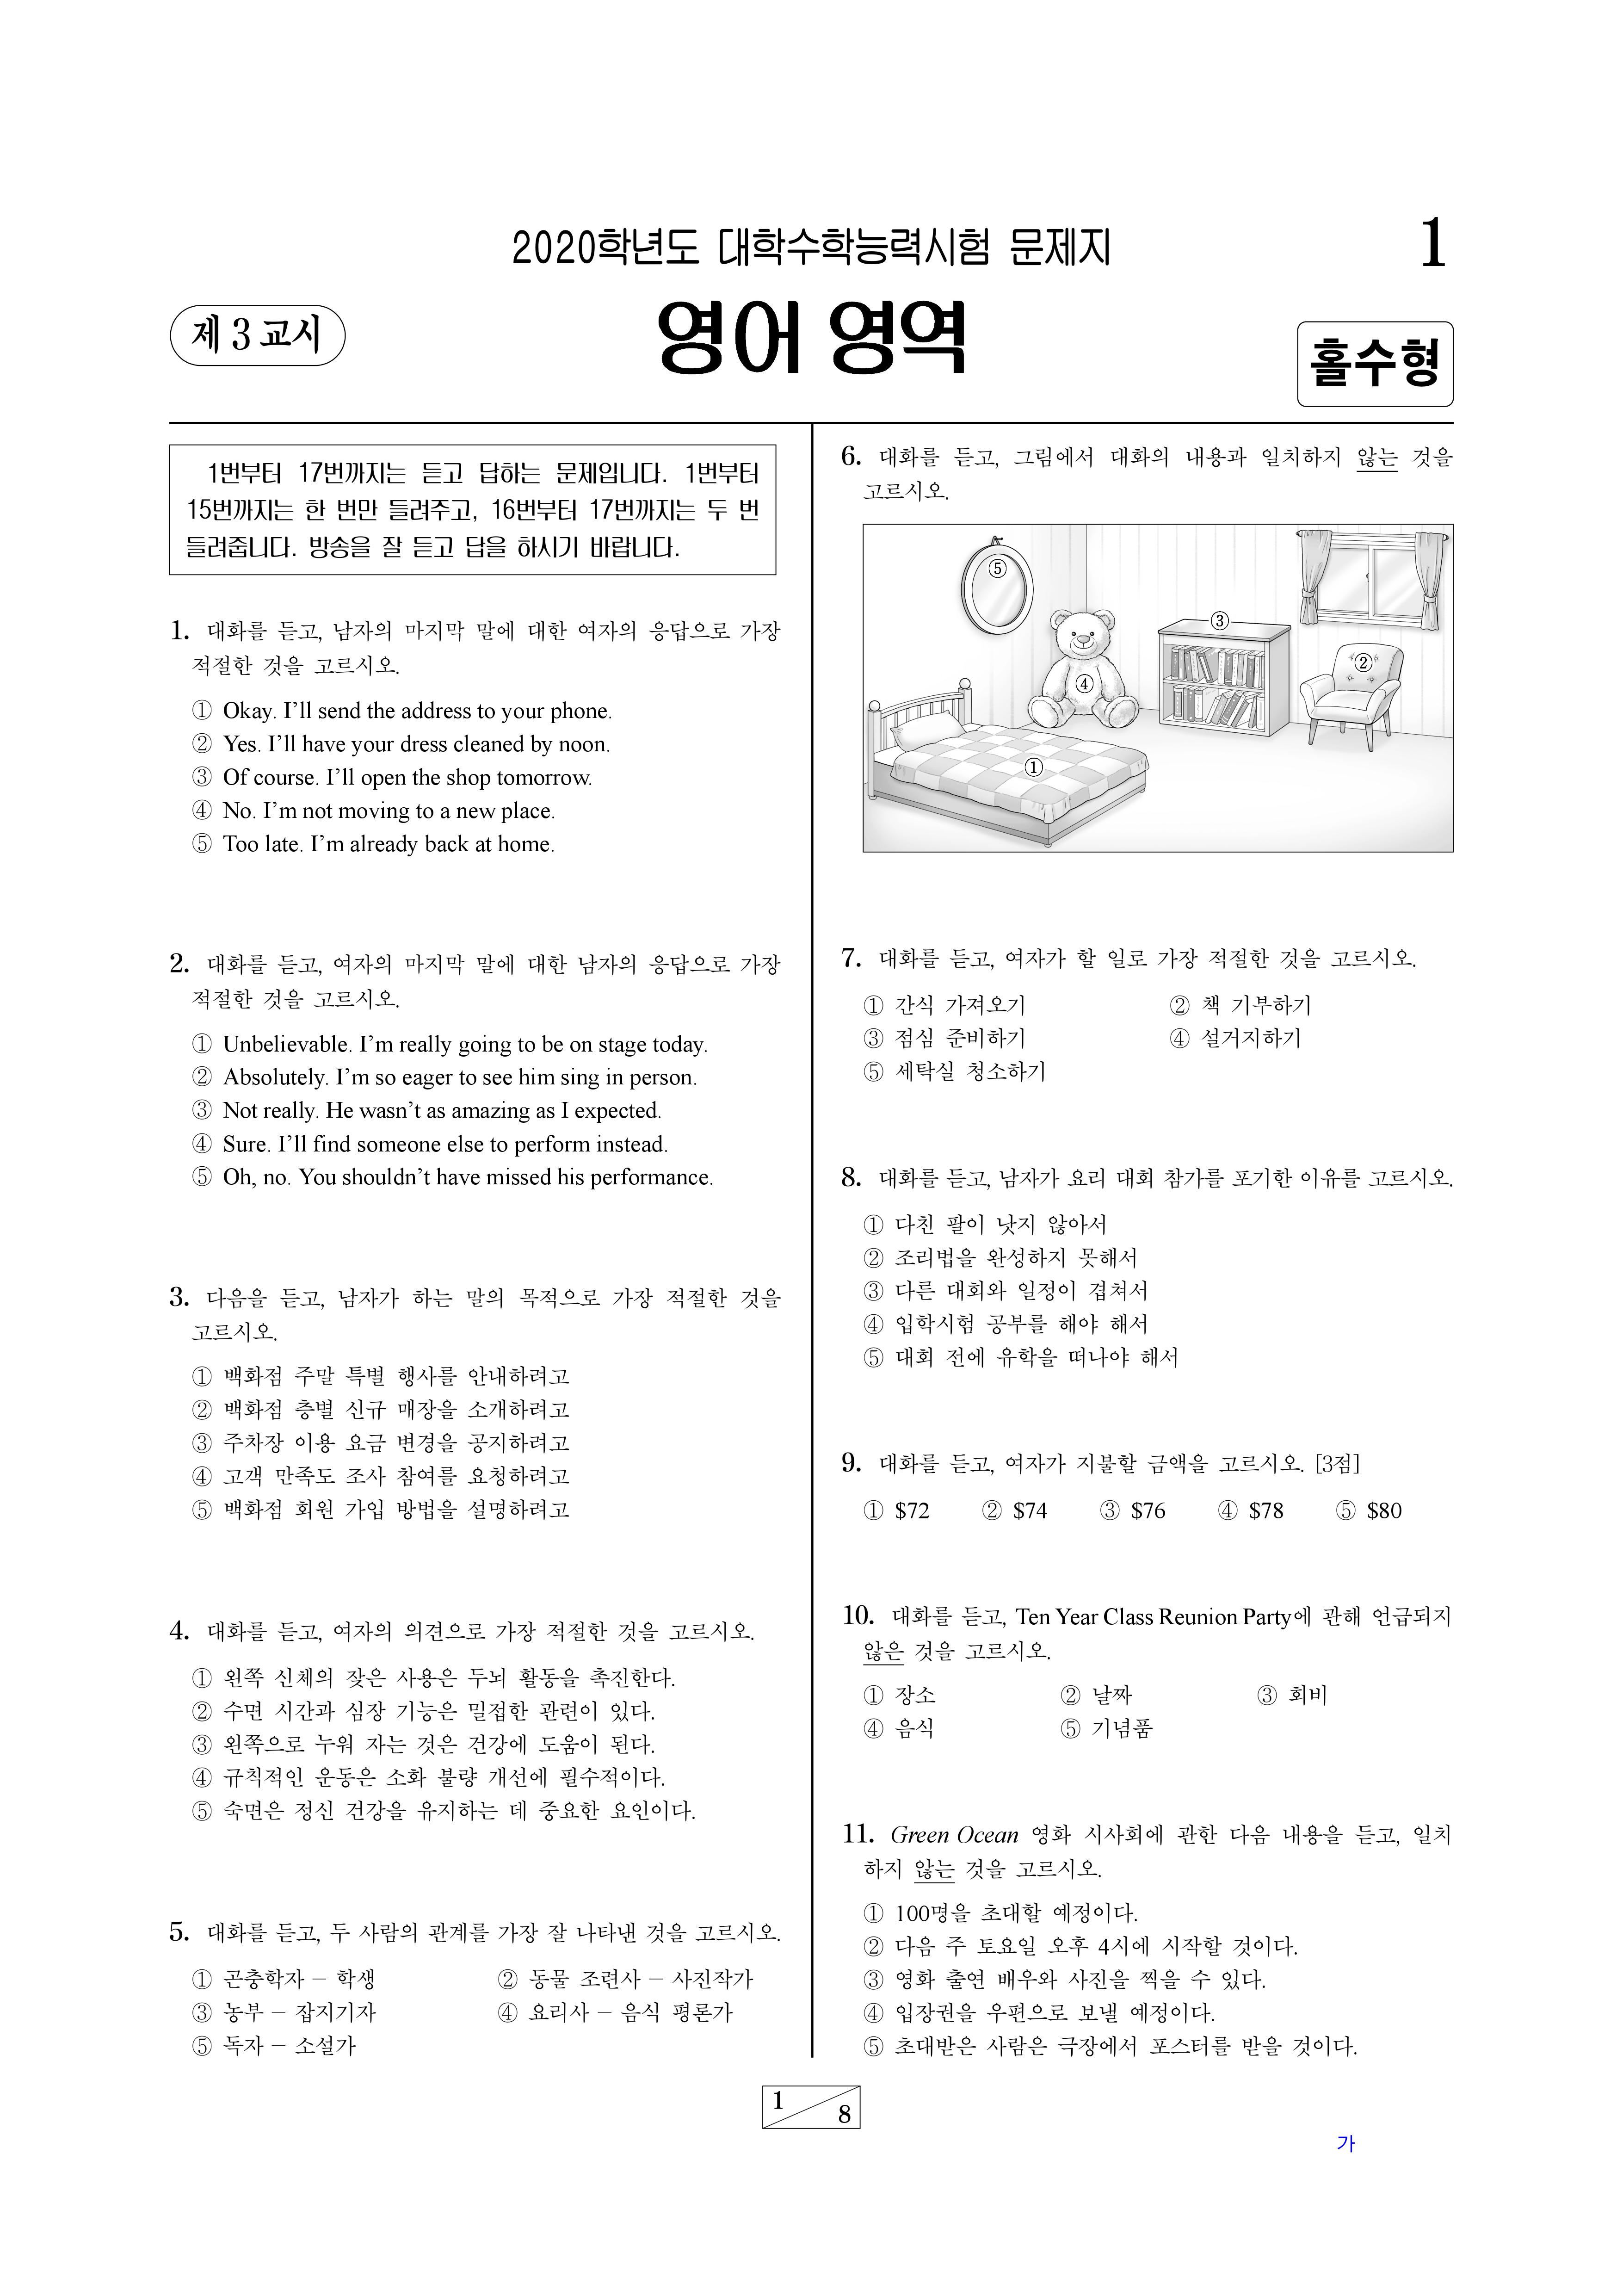 2020학년도 대학수학능력시험 문제지
1
제 3 교시
영어 영역
홀수형
1번부터 17번까지는 듣고 답하는 문제입니다. 1번부터
15번까지는 한 번만 들려주고, 16번부터 17번까지는 두 번
들려줍니다. 방송을 잘 듣고 답을 하시기 바랍니다.
1. 대화를 듣고, 남자의 마지막 말에 대한 여자의 응답으로 가장
적절한 것을 고르시오.
① Okay. I’ll send the address to your phone.
② Yes. I’ll have your dress cleaned by noon.
③ Of course. I’ll open the shop tomorrow.
④ No. I’m not moving to a new place.
⑤ Too late. I’m already back at home.
2. 대화를 듣고, 여자의 마지막 말에 대한 남자의 응답으로 가장
적절한 것을 고르시오.
① Unbelievable. I’m really going to be on stage today.
② Absolutely. I’m so eager to see him sing in person.
③ Not really. He wasn’t as amazing as I expected.
④ Sure. I’ll find someone else to perform instead.
⑤ Oh, no. You shouldn’t have missed his performance.
3. 다음을 듣고, 남자가 하는 말의 목적으로 가장 적절한 것을
고르시오.
① 백화점 주말 특별 행사를 안내하려고
② 백화점 층별 신규 매장을 소개하려고
③ 주차장 이용 요금 변경을 공지하려고
④ 고객 만족도 조사 참여를 요청하려고
⑤ 백화점 회원 가입 방법을 설명하려고
4. 대화를 듣고, 여자의 의견으로 가장 적절한 것을 고르시오.
① 왼쪽 신체의 잦은 사용은 두뇌 활동을 촉진한다.
② 수면 시간과 심장 기능은 밀접한 관련이 있다.
③ 왼쪽으로 누워 자는 것은 건강에 도움이 된다.
④ 규칙적인 운동은 소화 불량 개선에 필수적이다.
⑤ 숙면은 정신 건강을 유지하는 데 중요한 요인이다.
5. 대화를 듣고, 두 사람의 관계를 가장 잘 나타낸 것을 고르시오.
① 곤충학자 – 학생 ② 동물 조련사 – 사진작가
③ 농부 – 잡지기자 ④ 요리사 – 음식 평론가
⑤ 독자 – 소설가
6. 대화를 듣고, 그림에서 대화의 내용과 일치하지 않는 것을
고르시오.
⑤
③
②
④
①
7. 대화를 듣고, 여자가 할 일로 가장 적절한 것을 고르시오.
① 간식 가져오기 ② 책 기부하기
③ 점심 준비하기 ④ 설거지하기
⑤ 세탁실 청소하기
8. 대화를 듣고, 남자가 요리 대회 참가를 포기한 이유를 고르시오.
① 다친 팔이 낫지 않아서
② 조리법을 완성하지 못해서
③ 다른 대회와 일정이 겹쳐서
④ 입학시험 공부를 해야 해서
⑤ 대회 전에 유학을 떠나야 해서
9. 대화를 듣고, 여자가 지불할 금액을 고르시오. [3점]
① $72 ② $74 ③ $76 ④ $78 ⑤ $80
10. 대화를 듣고, Ten Year Class Reunion Party에 관해 언급되지
않은 것을 고르시오.
① 장소 ② 날짜 ③ 회비
④ 음식 ⑤ 기념품
11. Green Ocean 영화 시사회에 관한 다음 내용을 듣고, 일치
하지 않는 것을 고르시오.
① 100명을 초대할 예정이다.
② 다음 주 토요일 오후 4시에 시작할 것이다.
③ 영화 출연 배우와 사진을 찍을 수 있다.
④ 입장권을 우편으로 보낼 예정이다.
⑤ 초대받은 사람은 극장에서 포스터를 받을 것이다.
1
8
가